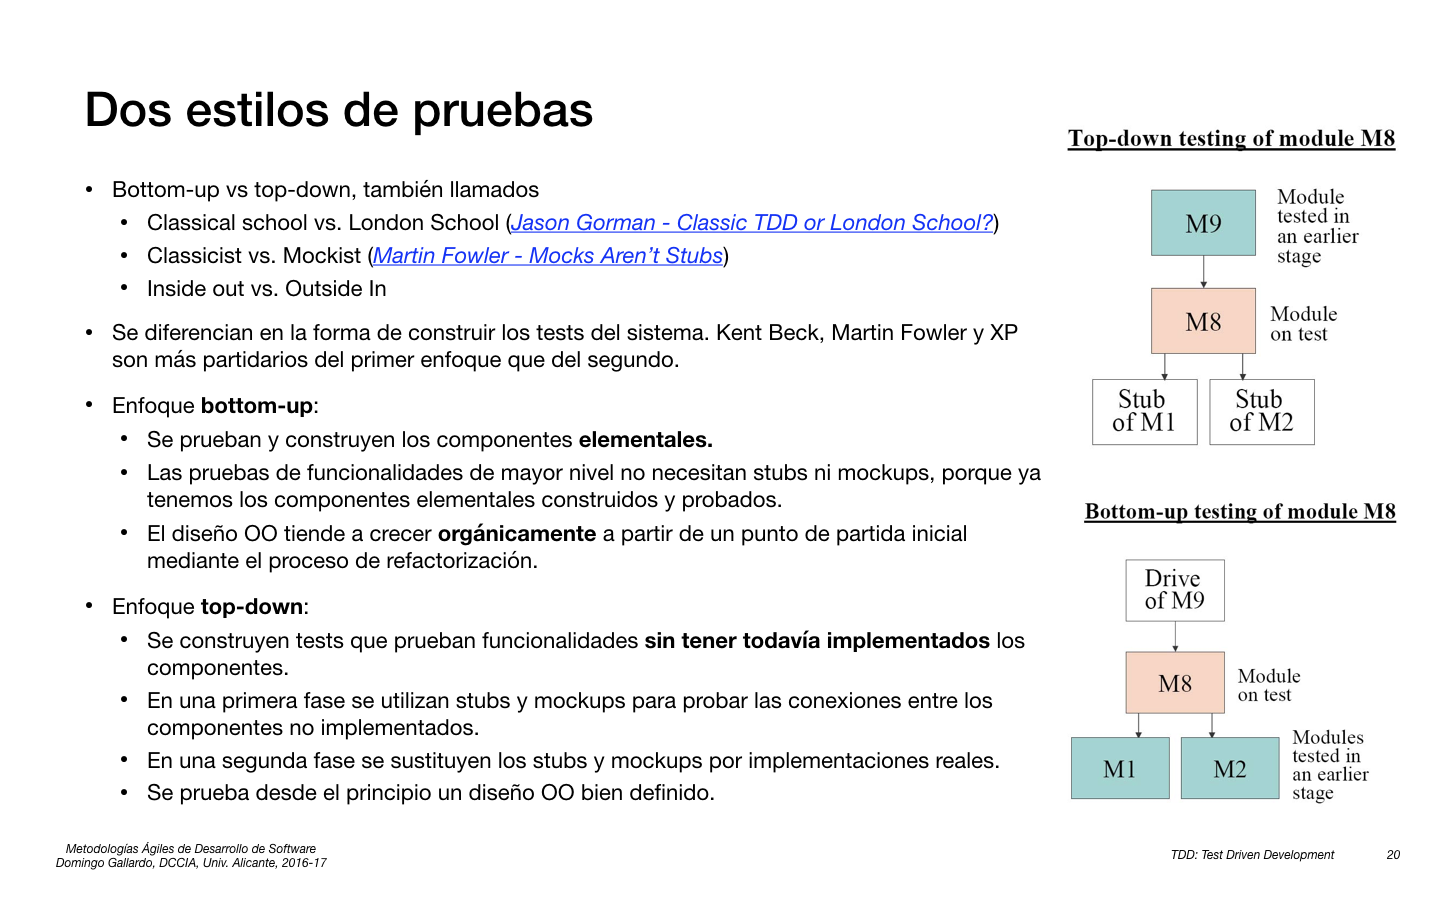 Dos estilos de pruebas
• Bottom-up vs top-down, también llamados
• Classical school vs. London School (Jason Gorman - Classic TDD or London School?)
• Classicist vs. Mockist (Martin Fowler - Mocks Aren’t Stubs)
• Inside out vs. Outside In
• Se diferencian en la forma de construir los tests del sistema. Kent Beck, Martin Fowler y XP
son más partidarios del primer enfoque que del segundo.
• Enfoque bottom-up:
• Se prueban y construyen los componentes elementales.
• Las pruebas de funcionalidades de mayor nivel no necesitan stubs ni mockups, porque ya
tenemos los componentes elementales construidos y probados.
• El diseño OO tiende a crecer orgánicamente a partir de un punto de partida inicial
mediante el proceso de refactorización.
• Enfoque top-down:
• Se construyen tests que prueban funcionalidades sin tener todavía implementados los
componentes.
• En una primera fase se utilizan stubs y mockups para probar las conexiones entre los
componentes no implementados.
• En una segunda fase se sustituyen los stubs y mockups por implementaciones reales.
• Se prueba desde el principio un diseño OO bien definido.
Top-down testing of module M8
M9
Module
tested in
an earlier
stage
M8
Module
on test
Stub
of M1
Stub
of M2
Bottom-up testing of module M8
Drive
of M9
M8
Module
on test
M1
M2
Modules
tested in
an earlier
stage
Metodologías Ágiles de Desarrollo de Software
Domingo Gallardo, DCCIA, Univ. Alicante, 2016-17
TDD: Test Driven Development
20